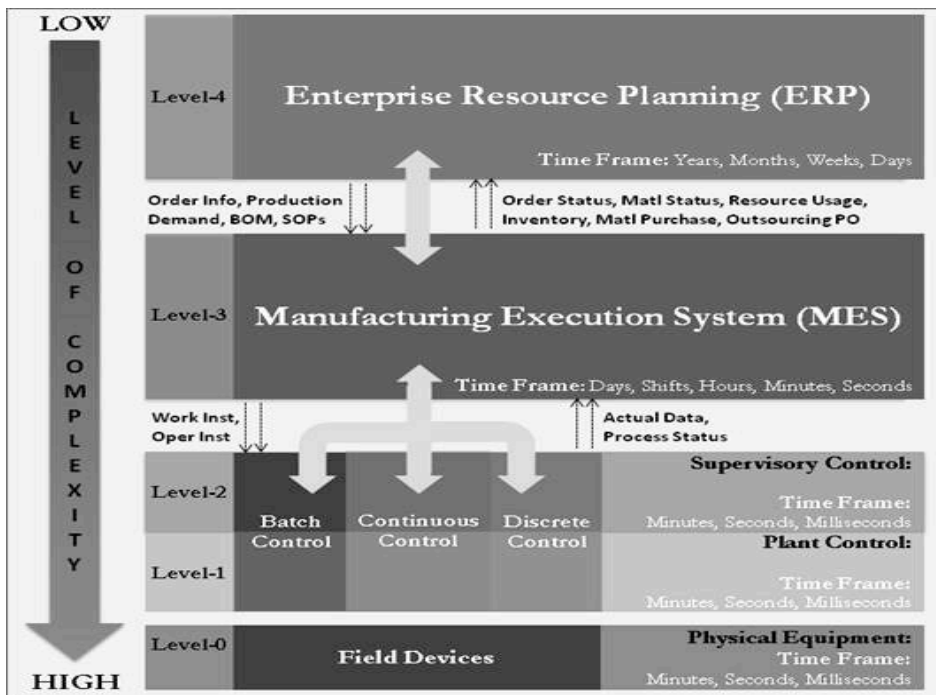 LOW
LEVEL OF COMPLEXITY
HIGH
Level-4
Enterprise Resource Planning (ERP)
Time Frame: Years, Months, Weeks, Days
Order Info, Production
Demand, BOM, SOPs
Order Status, Matl Status, Resource Usage,
Inventory, Matl Purchase, Outsourcing PO
Level-3
Manufacturing Execution System (MES)
Time Frame: Days, Shifts, Hours, Minutes, Seconds
Work Inst,
Oper Inst
Actual Data,
Process Status
Level-2
Batch
Control
Continuous
Control
Discrete
Control
Supervisory Control:
Time Frame:
Minutes, Seconds, Milliseconds
Level-1
Plant Control:
Time Frame:
Minutes, Seconds, Milliseconds
Level-0
Field Devices
Physical Equipment:
Time Frame:
Minutes, Seconds, Milliseconds